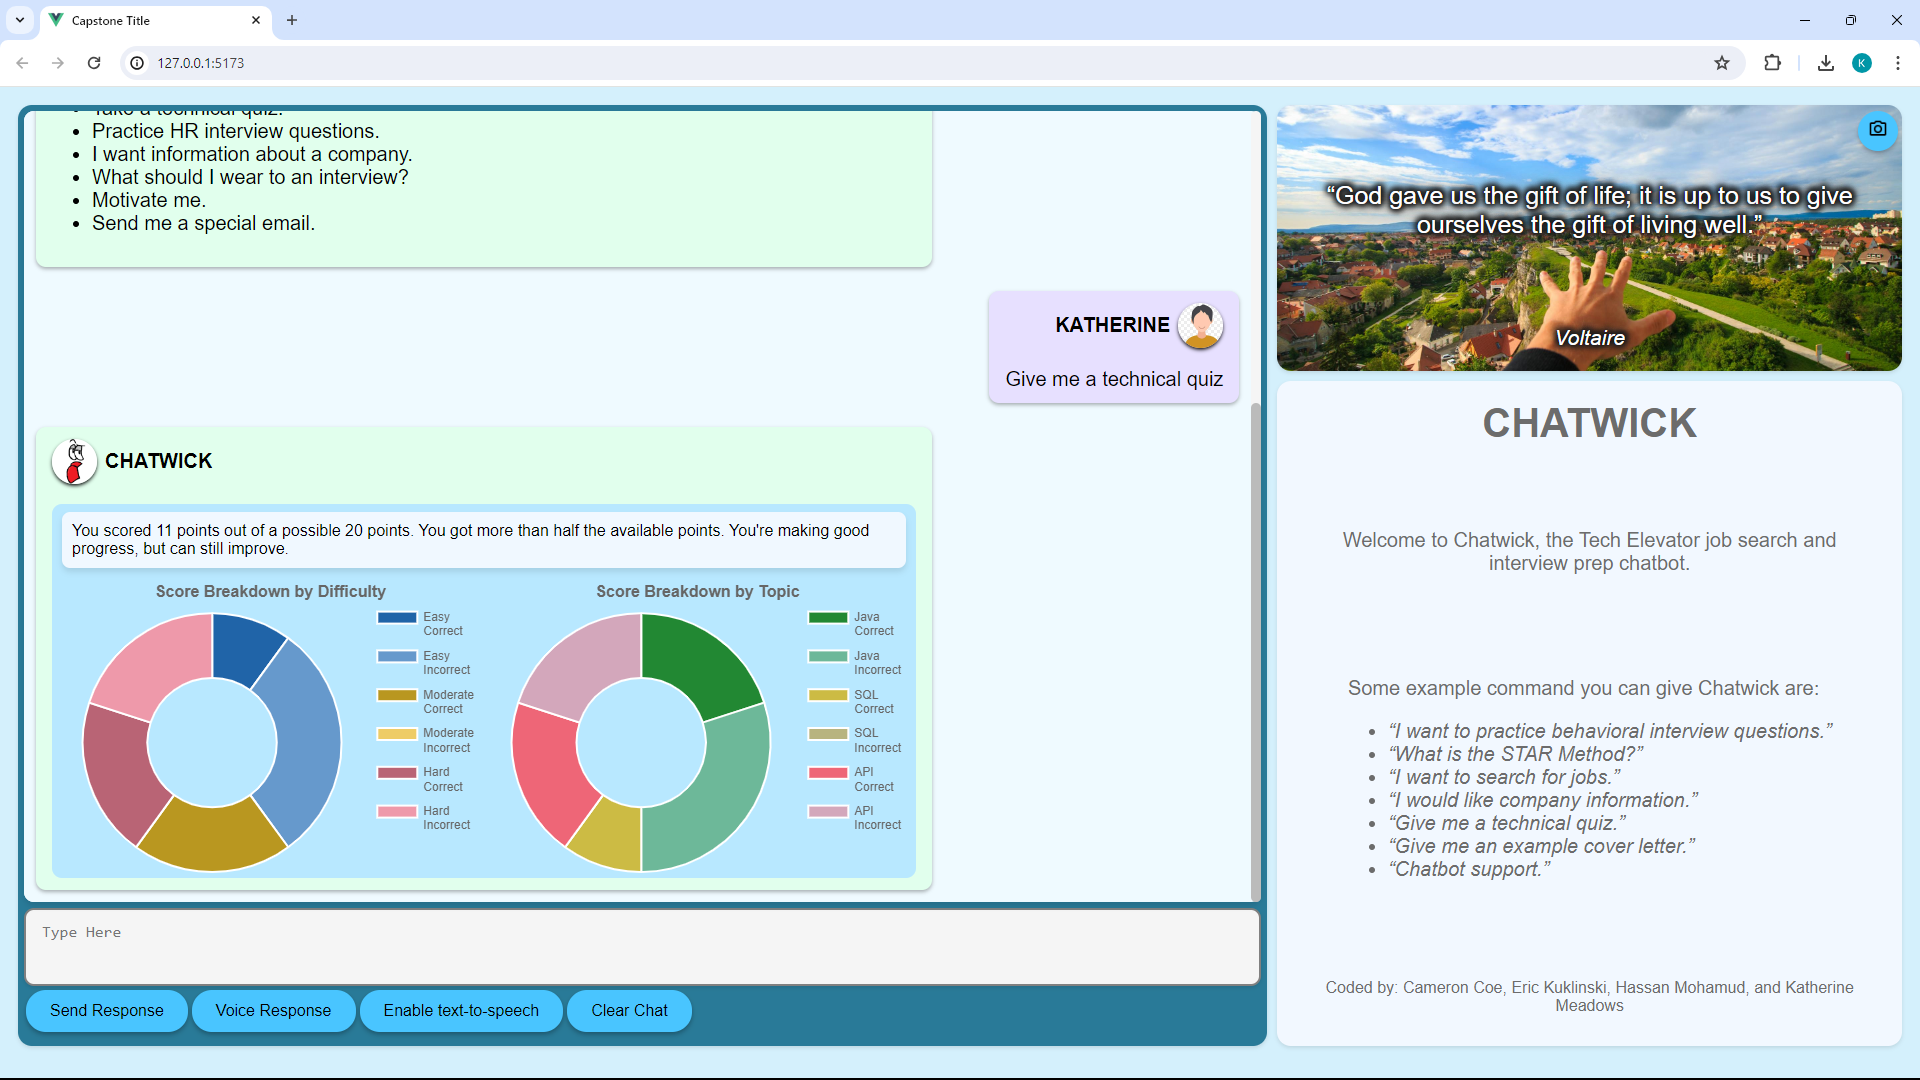 Capstone Title
127.0.0.1:5173
K
Take a technical quiz.
Practice HR interview questions.
I want information about a company.
What should I wear to an interview?
Motivate me.
Send me a special email.
KATHERINE
Give me a technical quiz
CHATWICK
You scored 11 points out of a possible 20 points. You got more than half the available points. You're making good
progress, but can still improve.
Score Breakdown by Difficulty
Easy
Correct
Easy
Incorrect
Moderate
Correct
Moderate
Incorrect
Hard
Correct
Hard
Incorrect
Score Breakdown by Topic
Java
Correct
Java
Incorrect
SQL
Correct
SQL
Incorrect
API
Correct
API
Incorrect
Type Here
Send Response
Voice Response
Enable text-to-speech
Clear Chat
“God gave us the gift of life; it is up to us to give
ourselves the gift of living well.”
Voltaire
CHATWICK
Welcome to Chatwick, the Tech Elevator job search and
interview prep chatbot.
Some example command you can give Chatwick are:
“I want to practice behavioral interview questions.”
“What is the STAR Method?”
“I want to search for jobs.”
“I would like company information.”
“Give me a technical quiz.”
“Give me an example cover letter.”
“Chatbot support.”
Coded by: Cameron Coe, Eric Kuklinski, Hassan Mohamud, and Katherine
Meadows